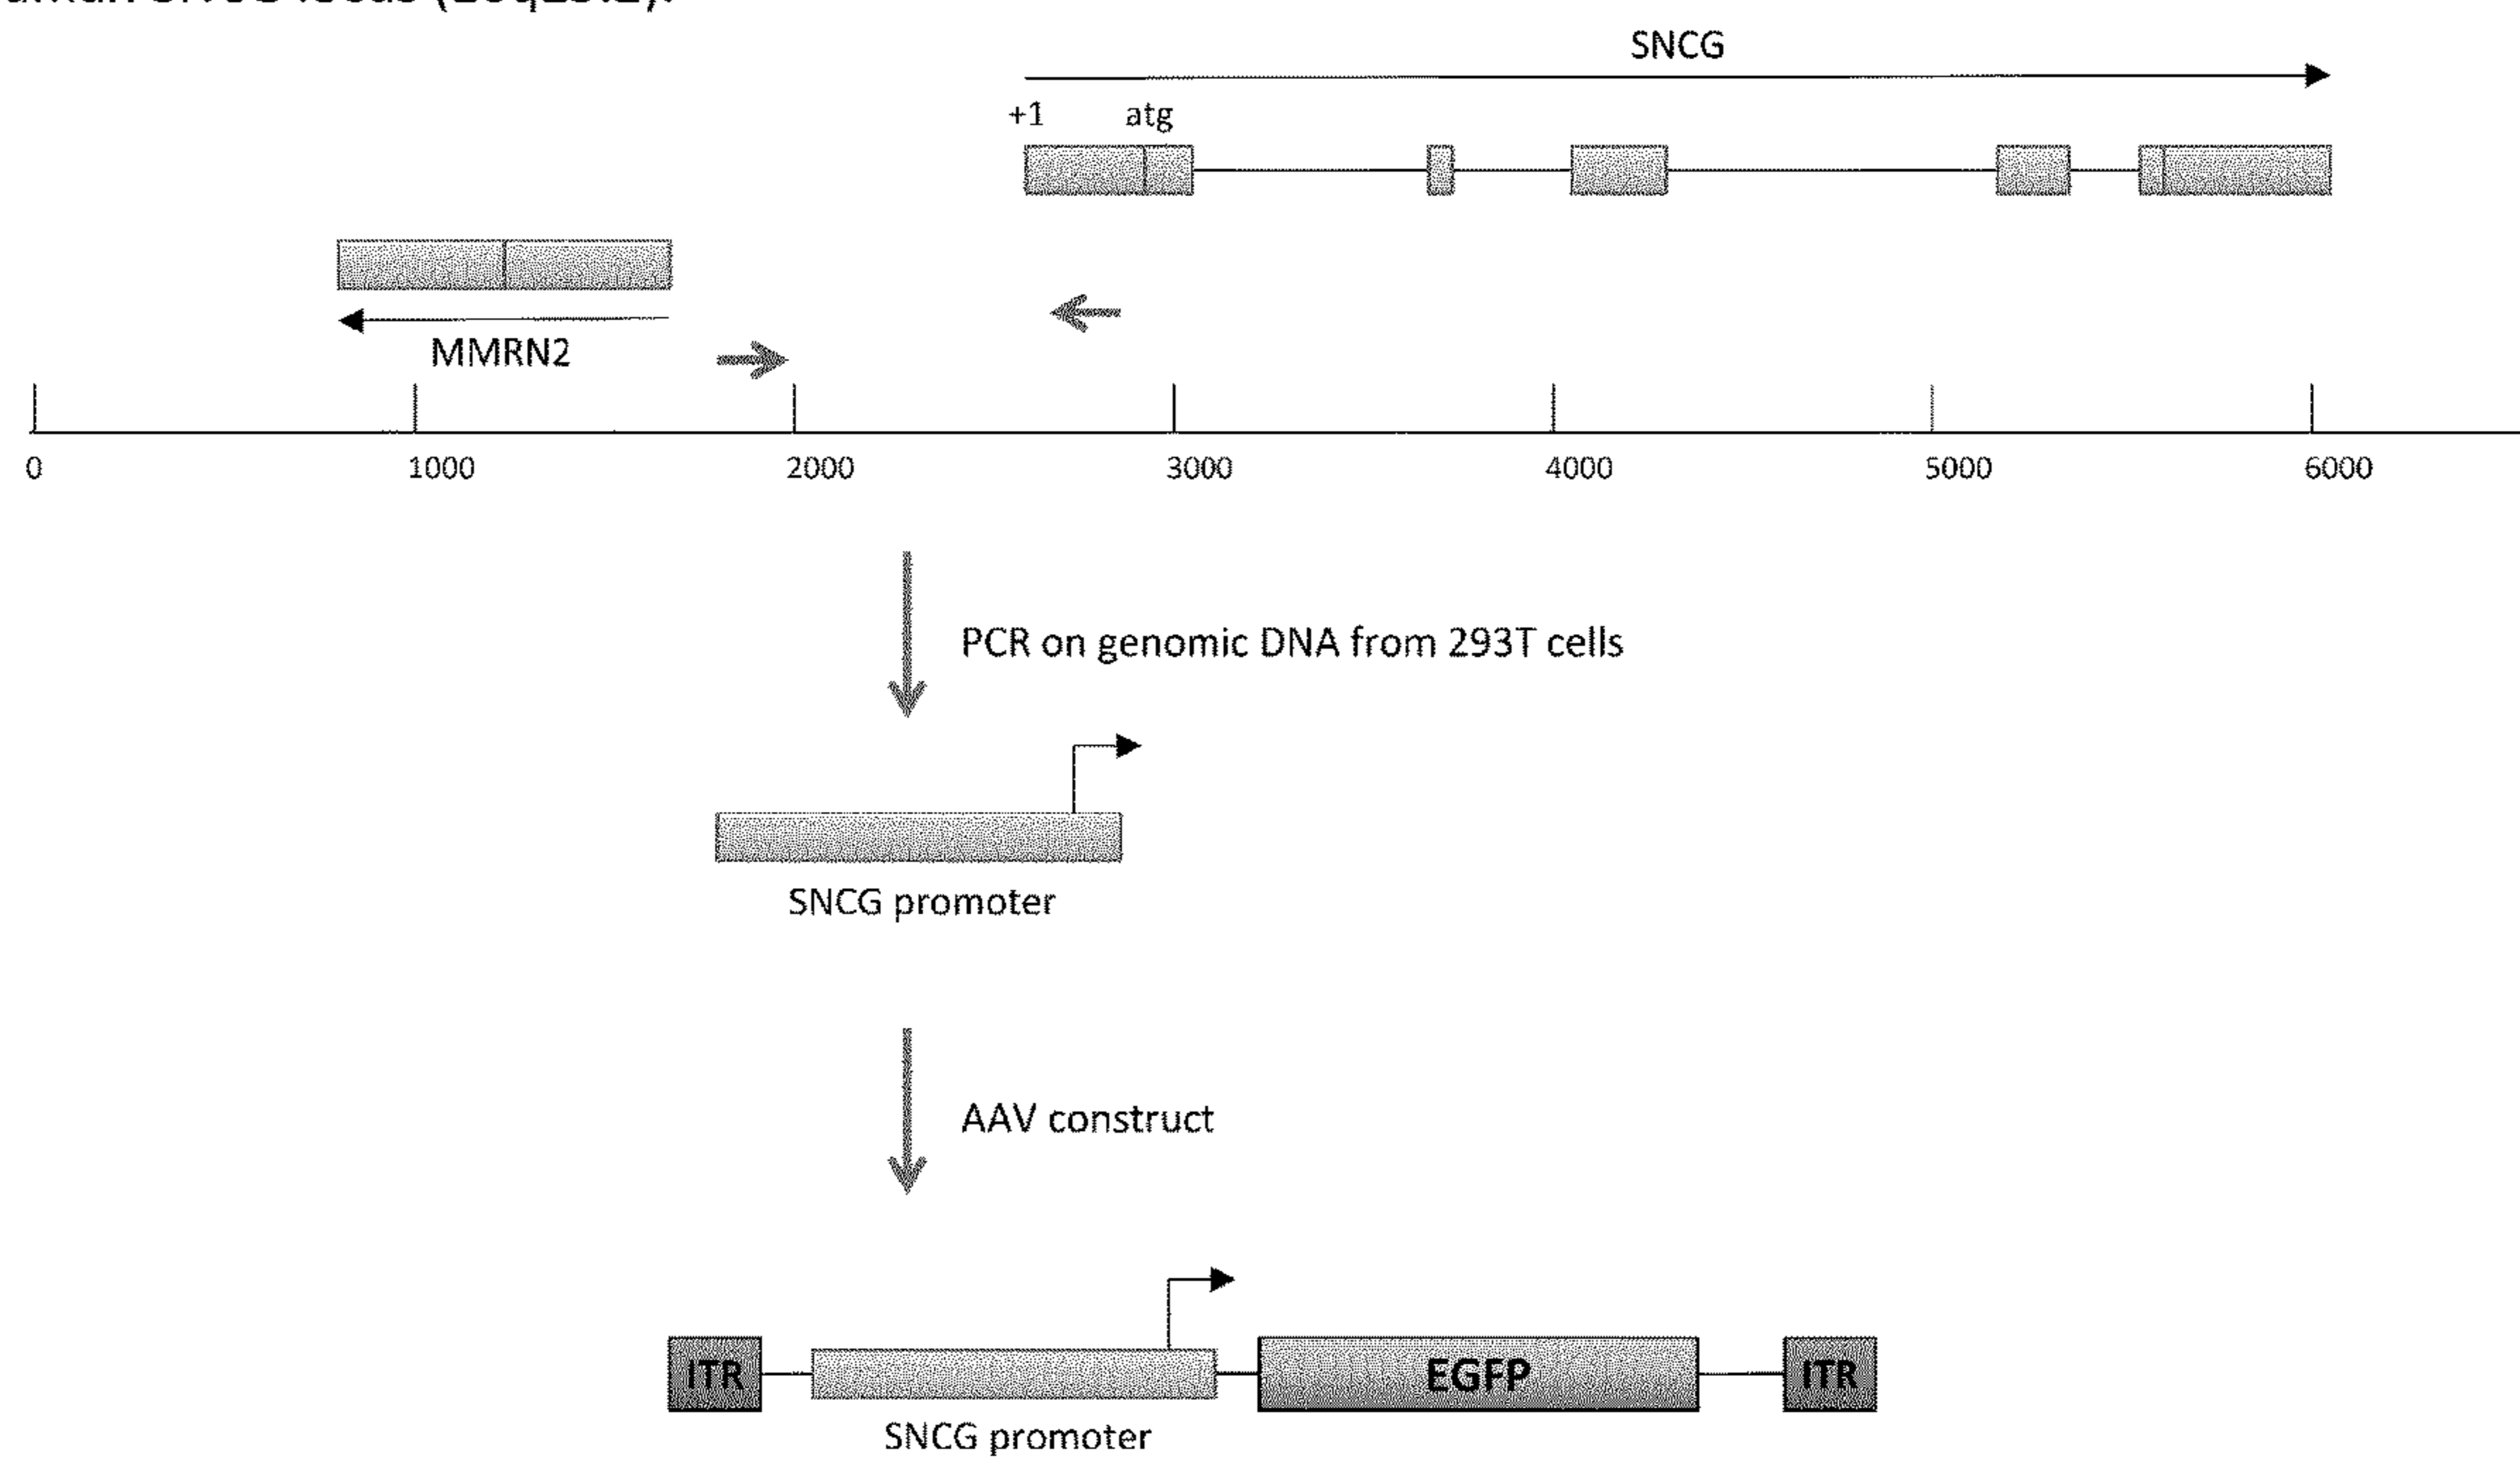 SNCG
+1 atg
MMRN2
0 1000 2000 3000 4000 5000 6000
PCR on genomic DNA from 293T cells
SNCG promoter
AAV construct
ITR EGFP ITR
SNCG promoter